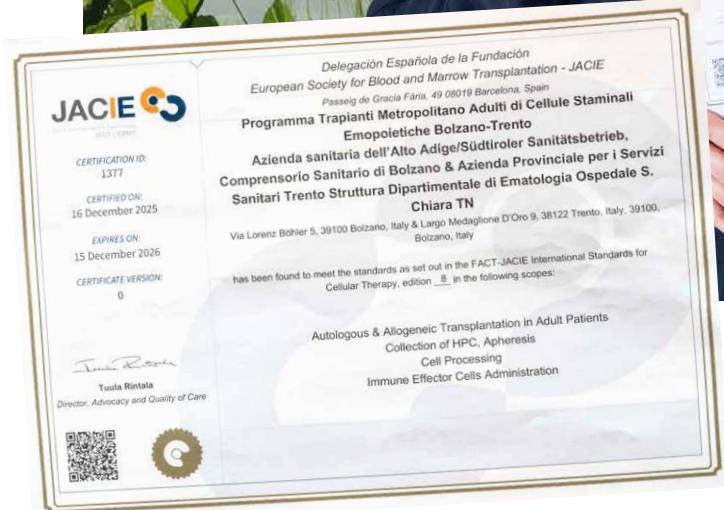 JACIE
CERTIFICATION ID:
1377
CERTIFIED ON:
16 December 2025
EXPIRES ON:
15 December 2026
CERTIFICATE VERSION:
0
Tuula Rintala
Director, Advocacy and Quality of Care
Delegación Española de la Fundación
European Society for Blood and Marrow Transplantation - JACIE
Passeig de Gracia Fària, 49 08019 Barcelona, Spain
Programma Trapianti Metropolitano Adulti di Cellule Staminali
Emopoietiche Bolzano-Trento
Azienda sanitaria dell'Alto Adige/Südtiroler Sanitätsbetrieb,
Comprensorio Sanitario di Bolzano & Azienda Provinciale per i Servizi
Sanitari Trento Struttura Dipartimentale di Ematologia Ospedale S.
Chiara TN
Via Lorenz Böhler 5, 39100 Bolzano, Italy & Largo Medaglione D'Oro 9, 38122 Trento, Italy. 39100,
Bolzano, Italy
has been found to meet the standards as set out in the FACT-JACIE International Standards for
Cellular Therapy, edition 8 in the following scopes:
Autologous & Allogeneic Transplantation in Adult Patients
Collection of HPC, Apheresis
Cell Processing
Immune Effector Cells Administration